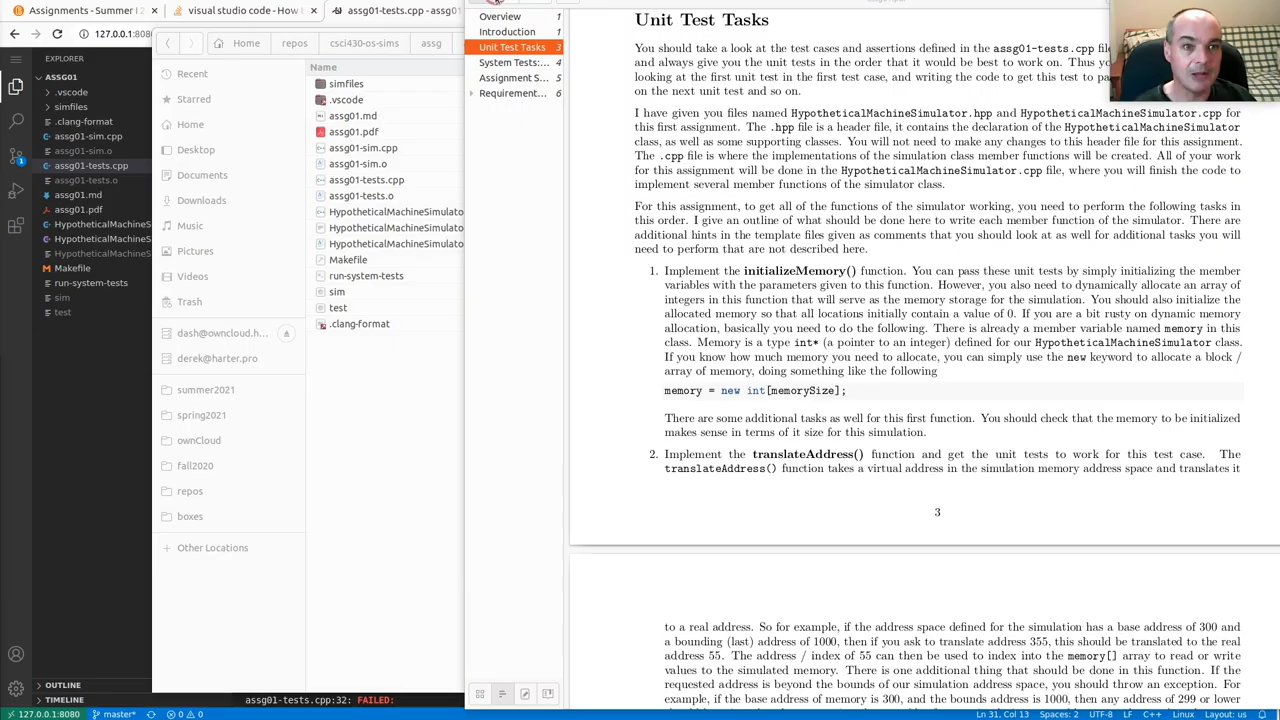 Assignments - Summer I
visual studio code - How
assg01-tests.cpp - assg0
127.0.0.1:8080
EXPLORER
ASSG01
.vscode
simfiles
.clang-format
assg01-sim.cpp
assg01-sim.o
assg01-tests.cpp
assg01-tests.o
assg01.md
assg01.pdf
HypotheticalMachineS
HypotheticalMachineS
HypotheticalMachineS
Makefile
run-system-tests
sim
test
OUTLINE
TIMELINE
Home
repos
csci430-os-sims
assg
Recent
Starred
Home
Desktop
Documents
Downloads
Music
Pictures
Videos
Trash
dash@owncloud.h...
derek@harter.pro
summer2021
spring2021
ownCloud
fall2020
repos
boxes
Other Locations
Name
simfiles
.vscode
assg01.md
assg01.pdf
assg01-sim.cpp
assg01-sim.o
assg01-tests.cpp
assg01-tests.o
HypotheticalMachineSimulato
HypotheticalMachineSimulato
HypotheticalMachineSimulato
Makefile
run-system-tests
sim
test
.clang-format
Overview
Introduction 1
Unit Test Tasks 3
System Tests:... 4
Assignment S... 5
Requiremen... 6
Unit Test Tasks
You should take a look at the test cases and assertions defined in the assg01-tests.cpp file
and always give you the unit tests in the order that it would be best to work on. Thus yo
looking at the first unit test in the first test case, and writing the code to get this test to pa
on the next unit test and so on.
I have given you files named HypotheticalMachineSimulator.hpp and HypotheticalMachineSimulator.cpp for
this first assignment. The .hpp file is a header file, it contains the declaration of the HypotheticalMachineSimulator
class, as well as some supporting classes. You will not need to make any changes to this header file for this assignment.
The .cpp file is where the implementations of the simulation class member functions will be created. All of your work
for this assignment will be done in the HypotheticalMachineSimulator.cpp file, where you will finish the code to
implement several member functions of the simulator class.
For this assignment, to get all of the functions of the simulator working, you need to perform the following tasks in
this order. I give an outline of what should be done here to write each member function of the simulator. There are
additional hints in the template files given as comments that you should look at as well for additional tasks you will
need to perform that are not described here.
1. Implement the initializeMemory() function. You can pass these unit tests by simply initializing the member
variables with the parameters given to this function. However, you also need to dynamically allocate an array of
integers in this function that will serve as the memory storage for the simulation. You should also initialize the
allocated memory so that all locations initially contain a value of 0. If you are a bit rusty on dynamic memory
allocation, basically you need to do the following. There is already a member variable named memory in this
class. Memory is a type int* (a pointer to an integer) defined for our HypotheticalMachineSimulator class.
If you know how much memory you need to allocate, you can simply use the new keyword to allocate a block /
array of memory, doing something like the following
memory = new int[memorySize];
There are some additional tasks as well for this first function. You should check that the memory to be initialized
makes sense in terms of it size for this simulation.
2. Implement the translateAddress() function and get the unit tests to work for this test case. The
translateAddress() function takes a virtual address in the simulation memory address space and translates it
3
to a real address. So for example, if the address space defined for the simulation has a base address of 300 and
a bounding (last) address of 1000, then if you ask to translate address 355, this should be translated to the real
address 55. The address / index of 55 can then be used to index into the memory[] array to read or write
values to the simulated memory. There is one additional thing that should be done in this function. If the
requested address is beyond the bounds of our simulation address space, you should throw an exception. For
example, if the base address of memory is 300, and the bounds address is 1000, then any address of 299 or lower
assg01-tests.cpp:32: FAILED:
127.0.0.1:8080
master*
0
0
Ln 31, Col 13
Spaces: 2
UTF-8
LF
C++
Linux
Layout: us